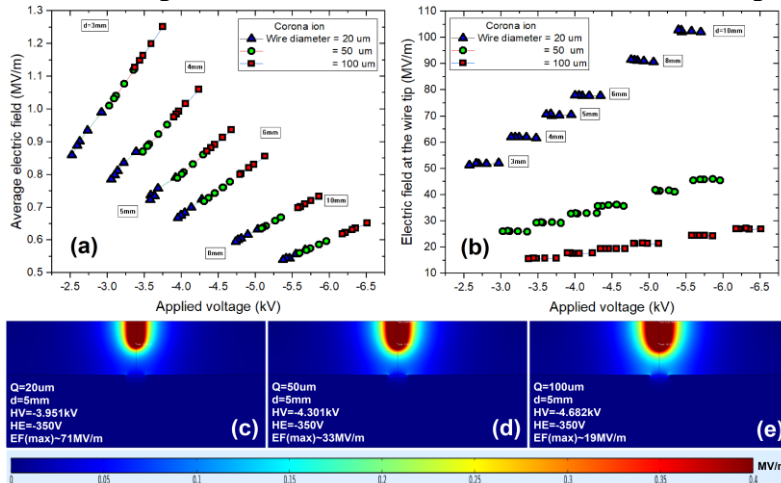 Corona ion
Wire diameter = 20 um
= 50 um
= 100 um
d=3mm
4mm
6mm
5mm
10mm
8mm
(a)
Average electric field (MV/m)
1.3
1.2
1.1
1.0
0.9
0.8
0.7
0.6
0.5
-2.5 -3.0 -3.5 -4.0 -4.5 -5.0 -5.5 -6.0 -6.5
Applied voltage (kV)
Corona ion
Wire diameter = 20 um
= 50 um
= 100 um
d=10mm
8mm
6mm
5mm
4mm
3mm
(b)
Electric field at the wire tip (MV/m)
110
100
90
80
70
60
50
40
30
20
10
-2.5 -3.0 -3.5 -4.0 -4.5 -5.0 -5.5 -6.0 -6.5
Applied voltage (kV)
Q=20um
d=5mm
HV=-3.951kV
HE=-350V
EF(max)~71MV/m
(c)
Q=50um
d=5mm
HV=-4.301kV
HE=-350V
EF(max)~33MV/m
(d)
Q=100um
d=5mm
HV=-4.682kV
HE=-350V
EF(max)~19MV/m
(e)
0 0.05 0.1 0.15 0.2 0.25 0.3 0.35 0.4